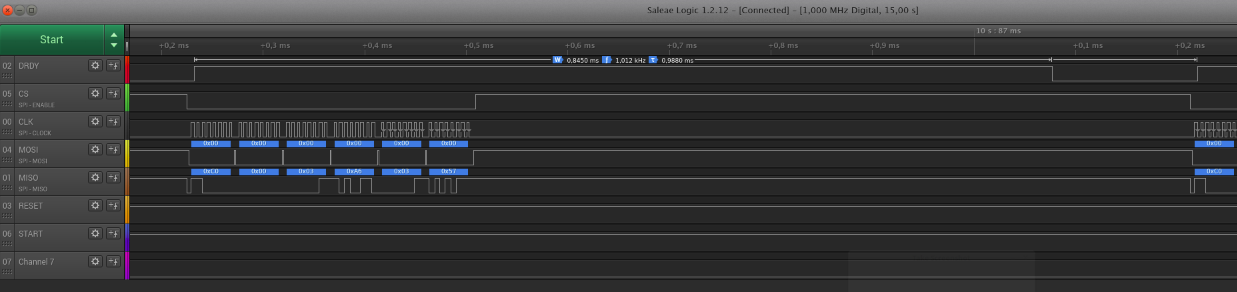 Saleae Logic 1.2.12 - [Connected] - [1,000 MHz Digital, 15,00 s]
Start
10 s : 87 ms
+0,2 ms +0,3 ms +0,4 ms +0,5 ms +0,6 ms +0,7 ms +0,8 ms +0,9 ms +0,1 ms +0,2 ms
02 DRDY
W 0,8450 ms f 1,012 kHz T 0,9880 ms
05 CS
SPI - ENABLE
00 CLK
SPI - CLOCK
0x00 0x00 0x00 0x00 0x00 0x00 0x00
04 MOSI
SPI - MOSI
0xC0 0x00 0x03 0xA6 0x03 0x57 0xC0
01 MISO
SPI - MISO
03 RESET
06 START
07 Channel 7